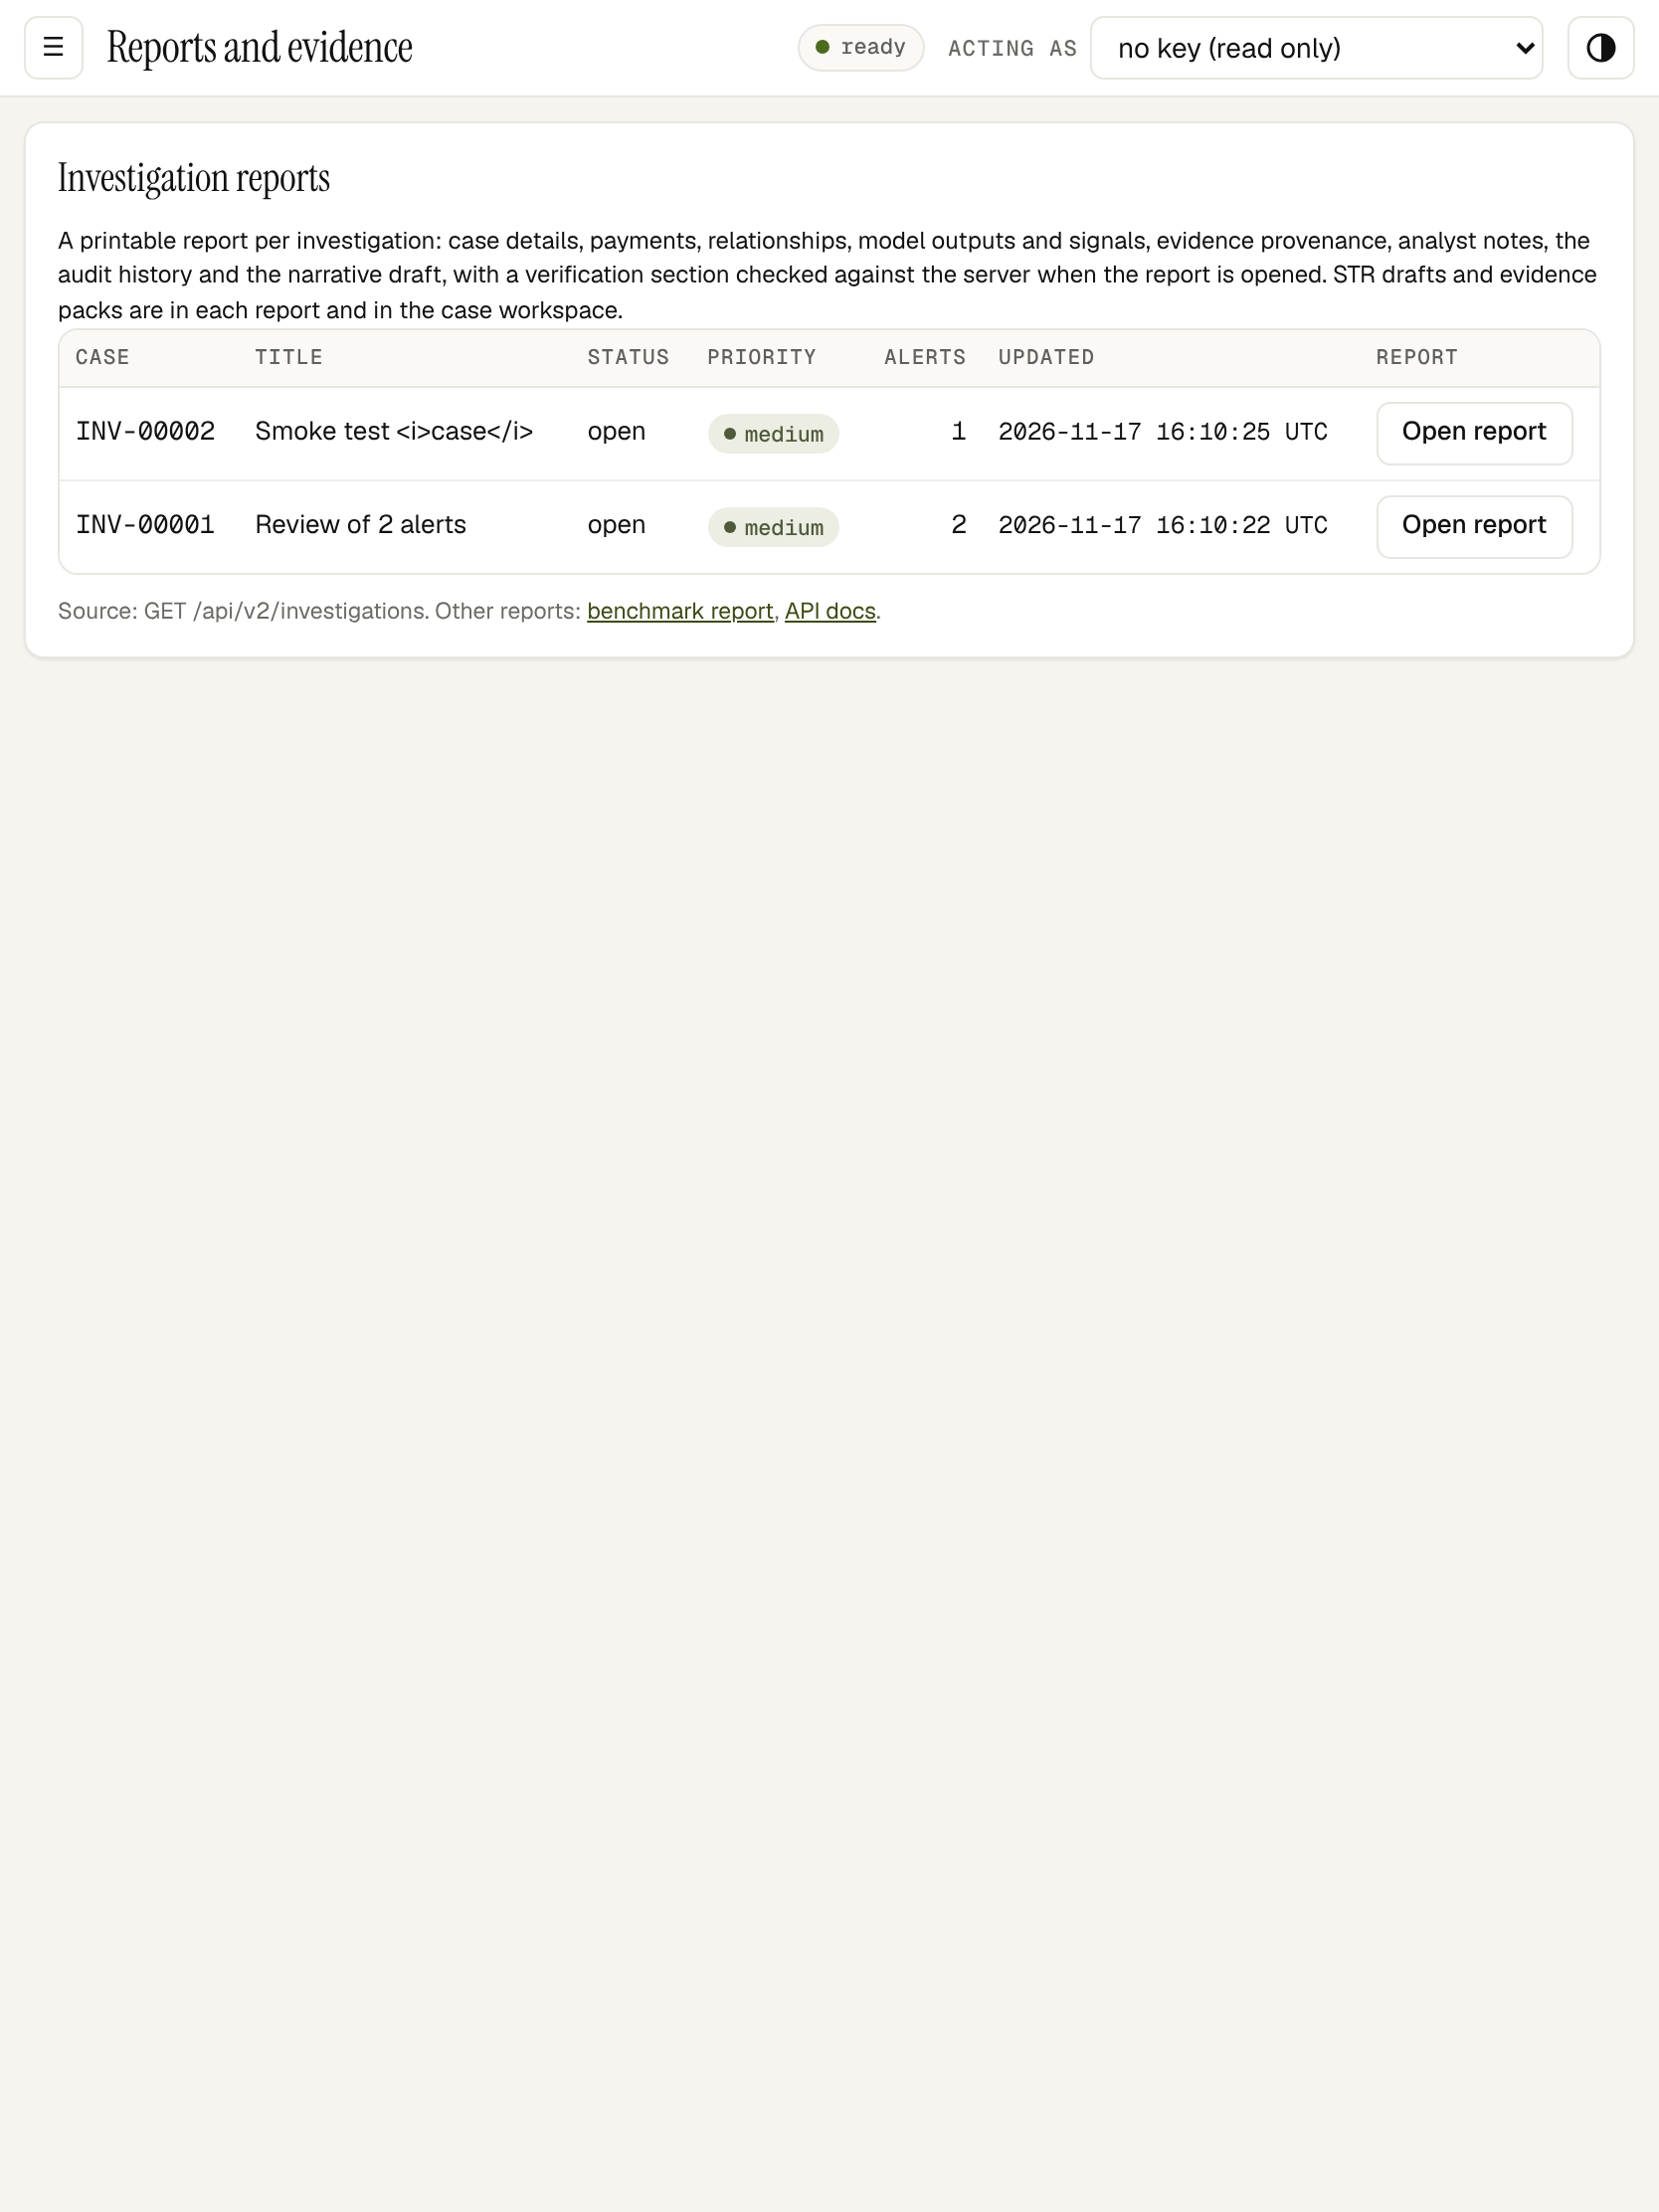 ☰ Reports and evidence ready ACTING AS no key (read only)
Investigation reports
A printable report per investigation: case details, payments, relationships, model outputs and signals, evidence provenance, analyst notes, the
audit history and the narrative draft, with a verification section checked against the server when the report is opened. STR drafts and evidence
packs are in each report and in the case workspace.
CASE TITLE STATUS PRIORITY ALERTS UPDATED REPORT
INV-00002 Smoke test <i>case</i> open medium 1 2026-11-17 16:10:25 UTC Open report
INV-00001 Review of 2 alerts open medium 2 2026-11-17 16:10:22 UTC Open report
Source: GET /api/v2/investigations. Other reports: benchmark report, API docs.